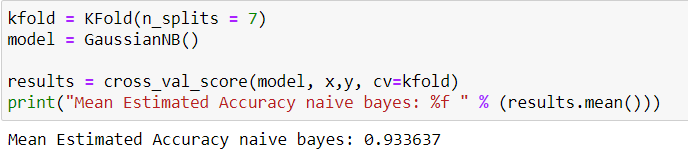 kfold = KFold(n_splits = 7)
model = GaussianNB()
results = cross_val_score(model, x,y, cv=kfold)
print("Mean Estimated Accuracy naive bayes: %f " % (results.mean()))
Mean Estimated Accuracy naive bayes: 0.933637